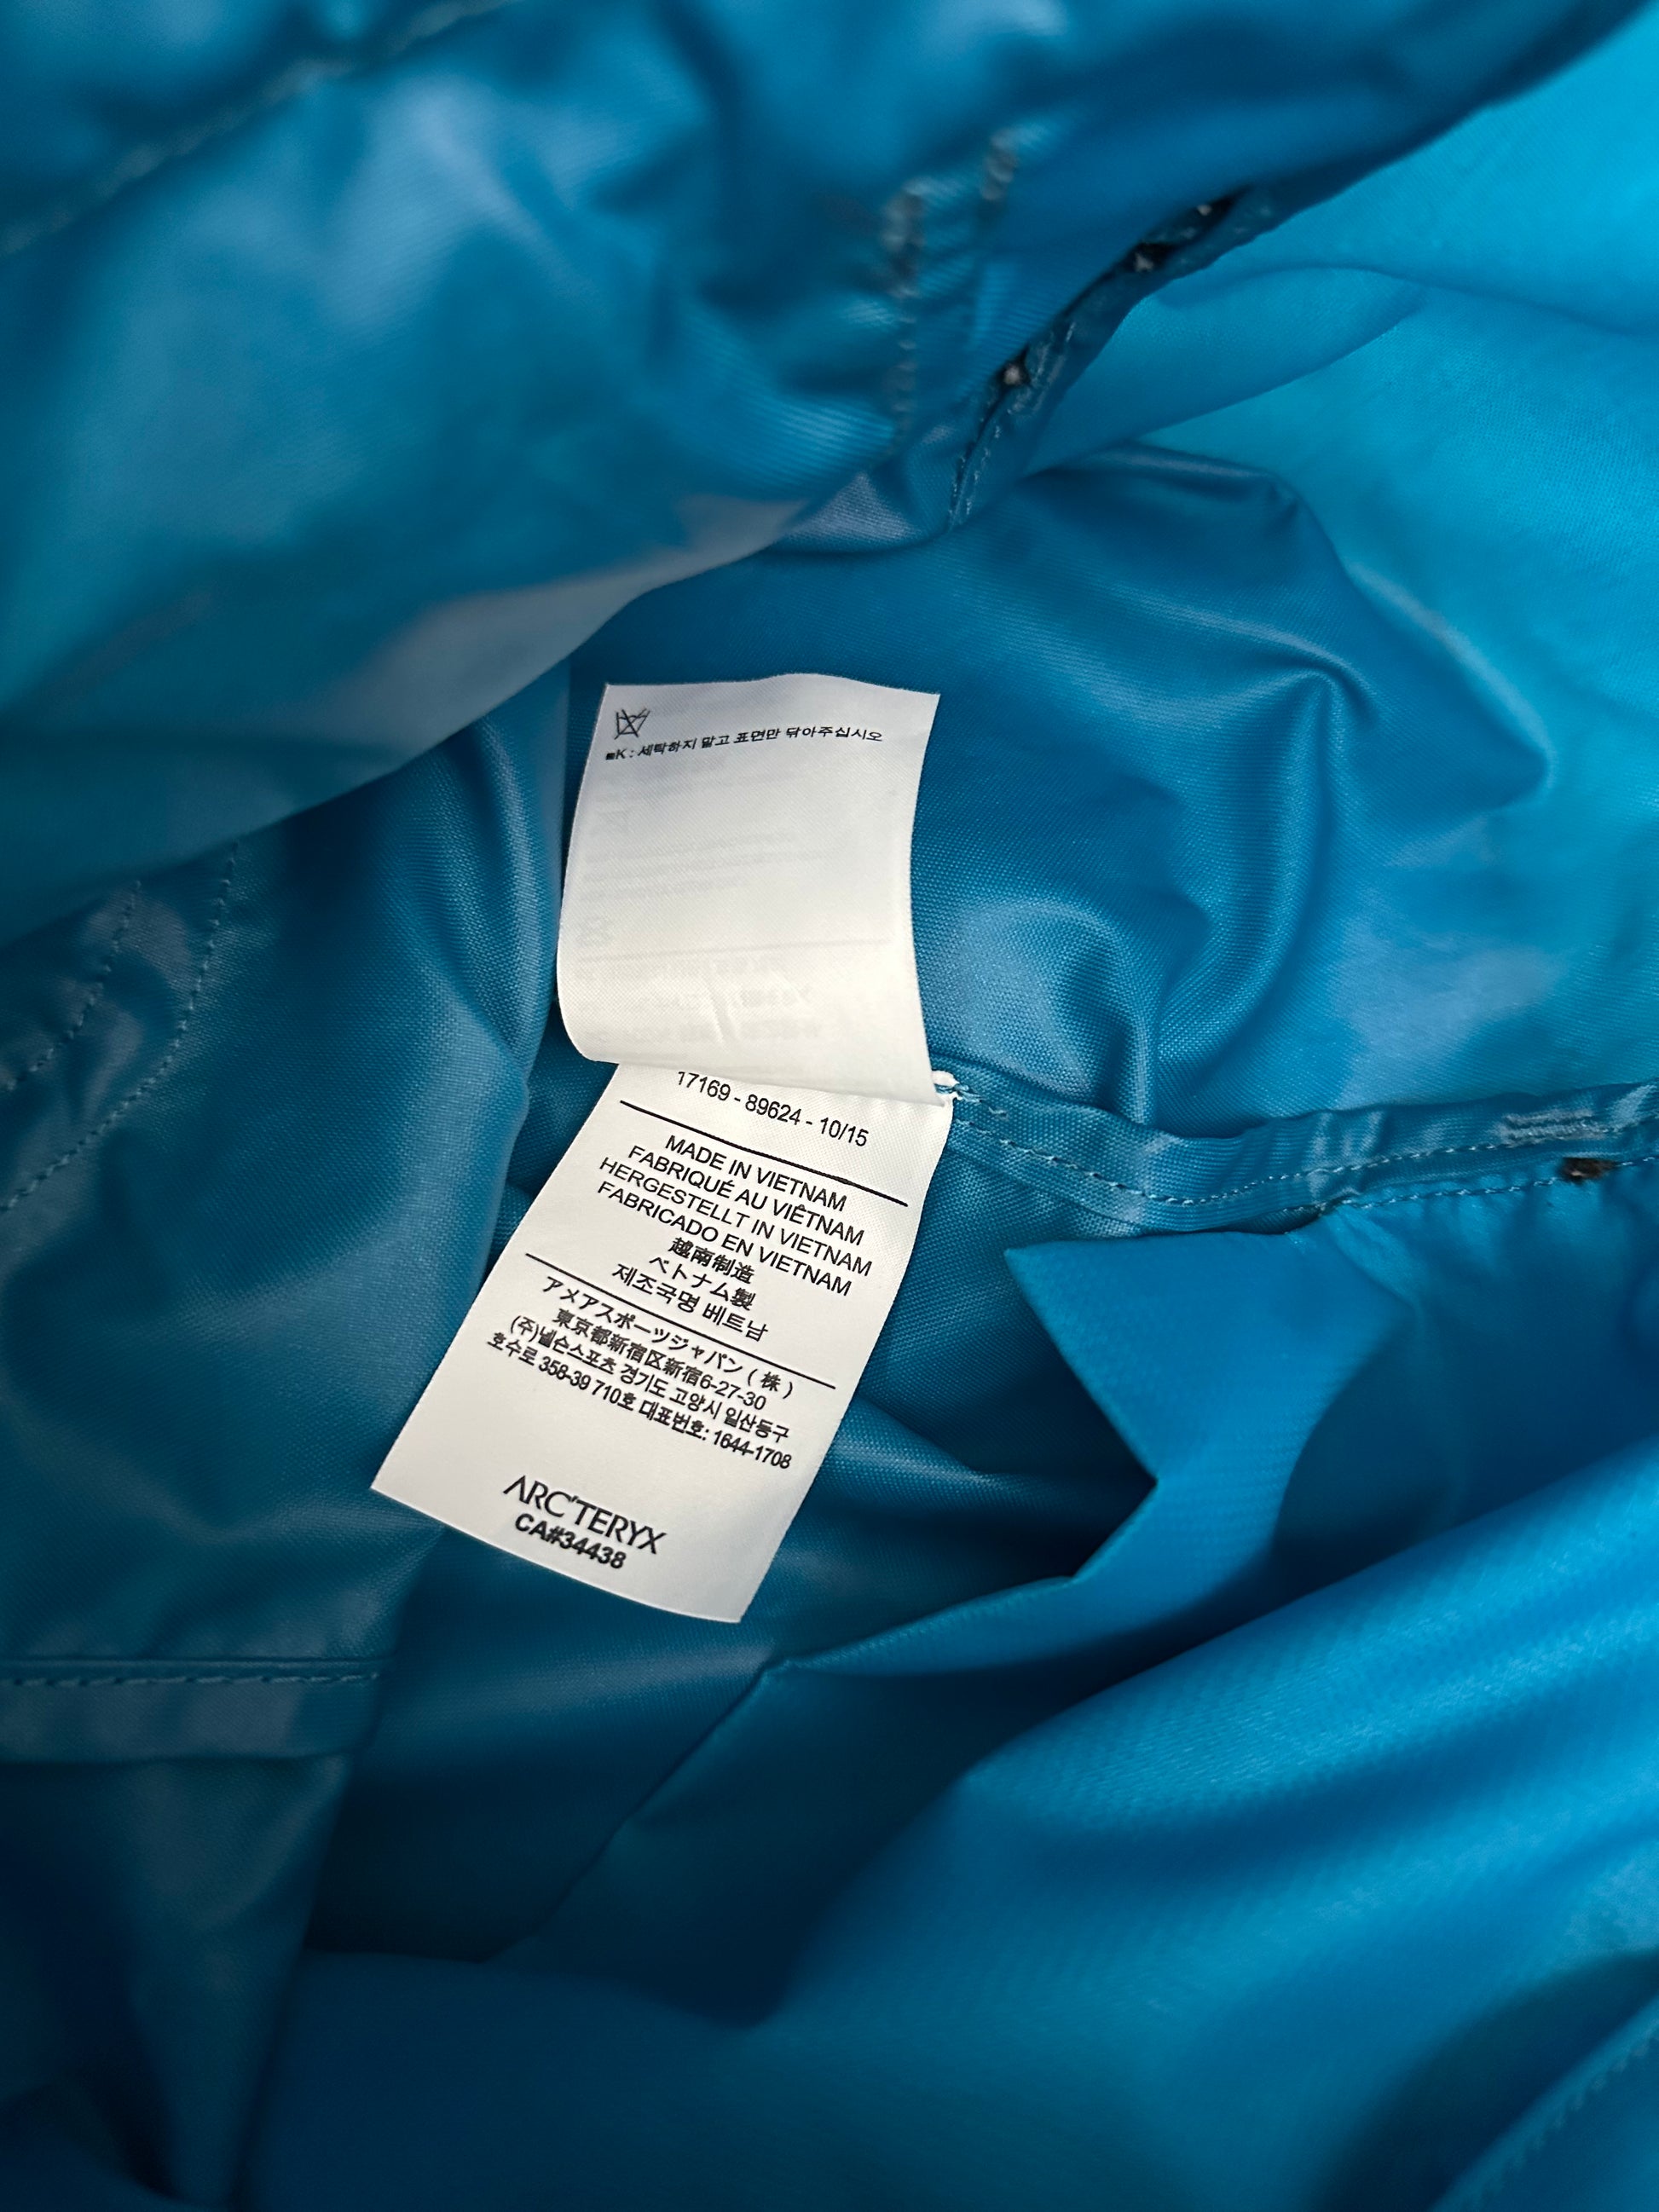 K : 세탁하지 말고 표면만 닦아주십시오
17169 - 89624 - 10/15
MADE IN VIETNAM
FABRIQUÉ AU VIÊTNAM
HERGESTELLT IN VIETNAM
FABRICADO EN VIETNAM
越南制造
ベトナム製
제조국명 베트남
アメアスポーツジャパン ( 株 )
東京都新宿区新宿6-27-30
(주)넬슨스포츠 경기도 고양시 일산동구
호수로 358-39 710호 대표번호: 1644-1708
ARC'TERYX
CA#34438